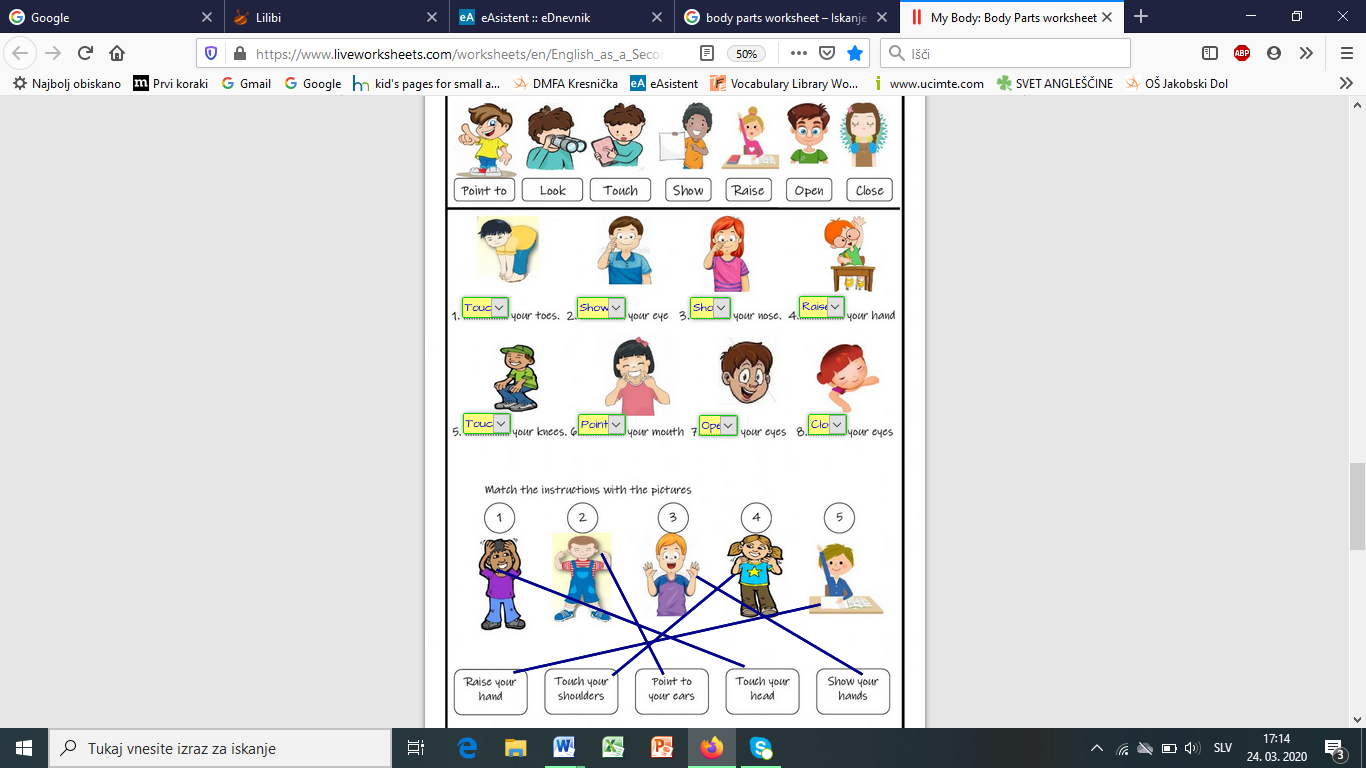 Google
Lilibi
eAsistent :: eDnevnik
body parts worksheet – Iskanje
My Body: Body Parts worksheet
https://www.liveworksheets.com/worksheets/en/English_as_a_Seco
50%
Išči
Najbolj obiskano Prvi koraki Gmail Google kid's pages for small a... DMFA Kresnička eAsistent Vocabulary Library Wo... www.ucimte.com SVET ANGLEŠČINE OŠ Jakobski Dol
Point to Look Touch Show Raise Open Close
1. Touc your toes. 2. Show your eye 3. Sho your nose. 4. Raise your hand
5. Touc your knees. 6 Point your mouth 7. Ope your eyes 8. Clo your eyes
Match the instructions with the pictures
1 2 3 4 5
Raise your hand
Touch your shoulders
Point to your ears
Touch your head
Show your hands
Tukaj vnesite izraz za iskanje
SLV
17:14
24. 03. 2020
3